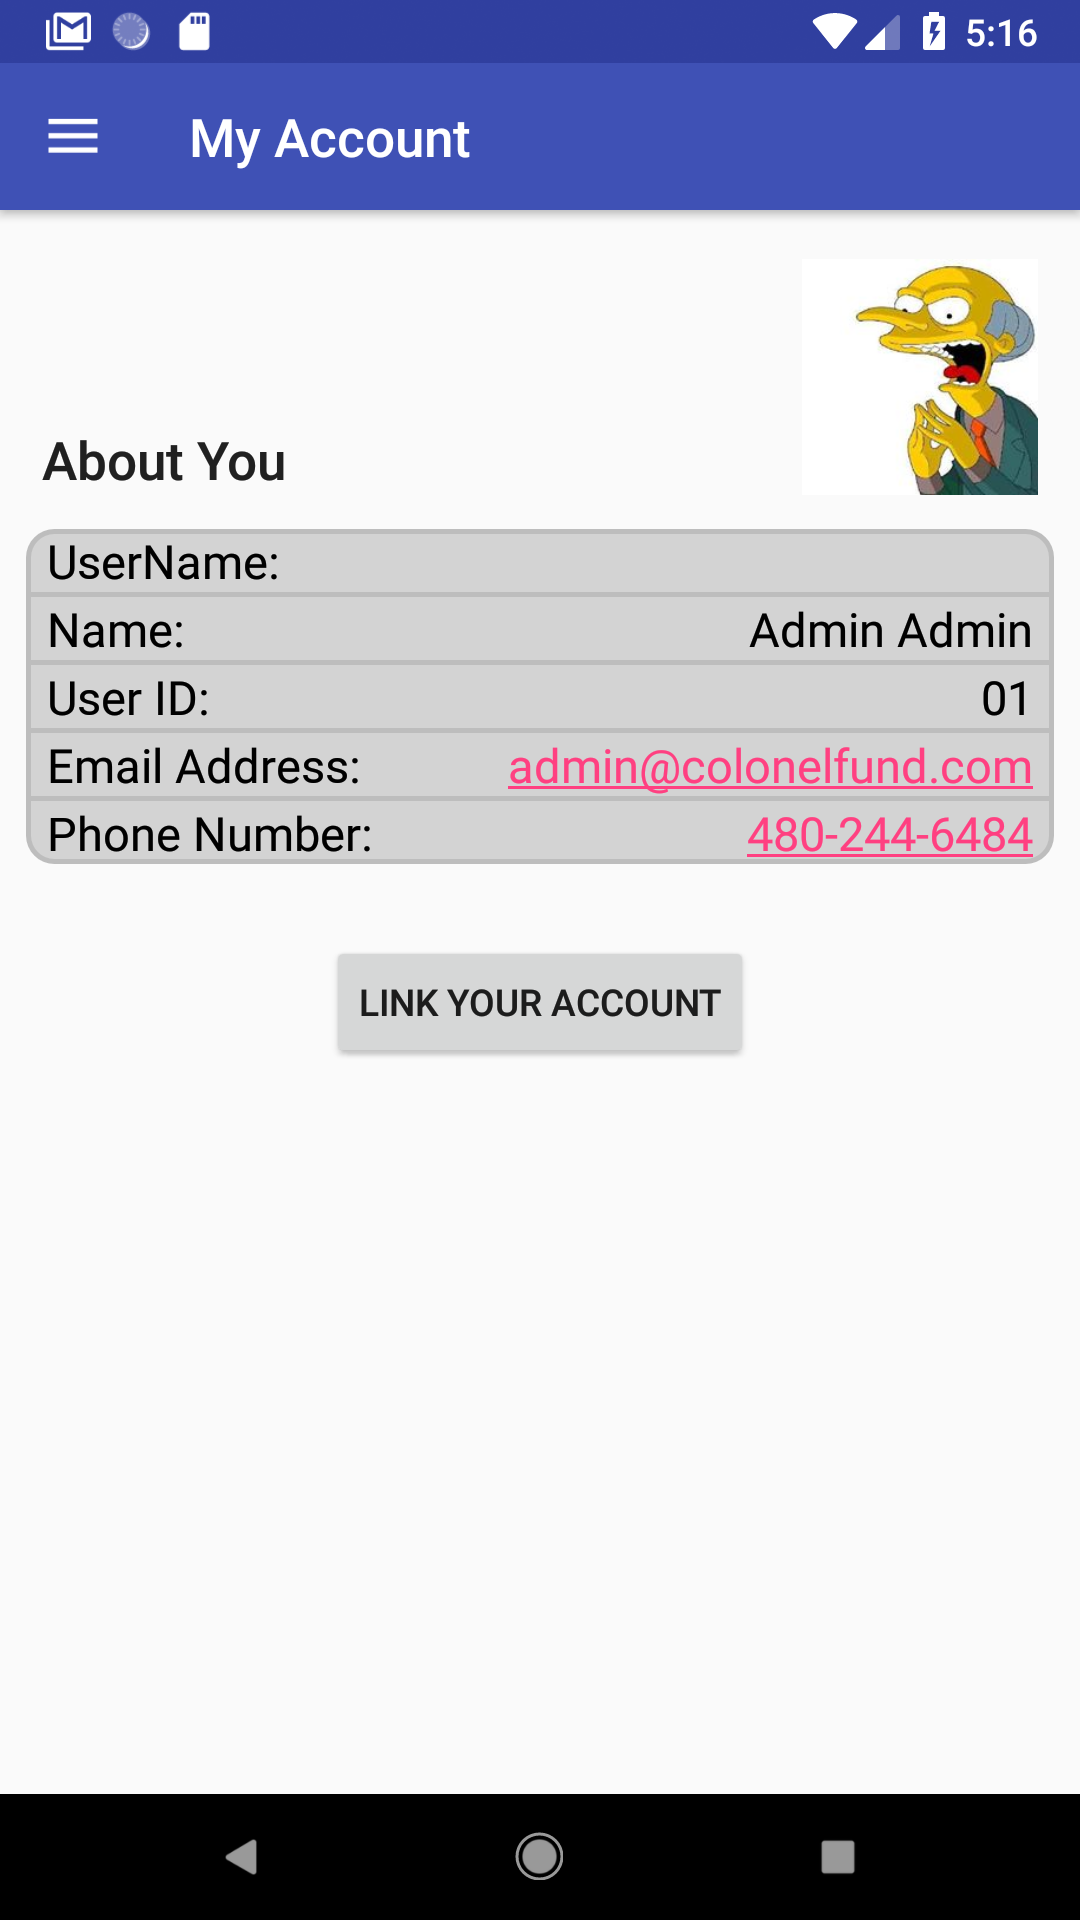 5:16
My Account
About You
UserName:
Name: Admin Admin
User ID: 01
Email Address: admin@colonelfund.com
Phone Number: 480-244-6484
LINK YOUR ACCOUNT